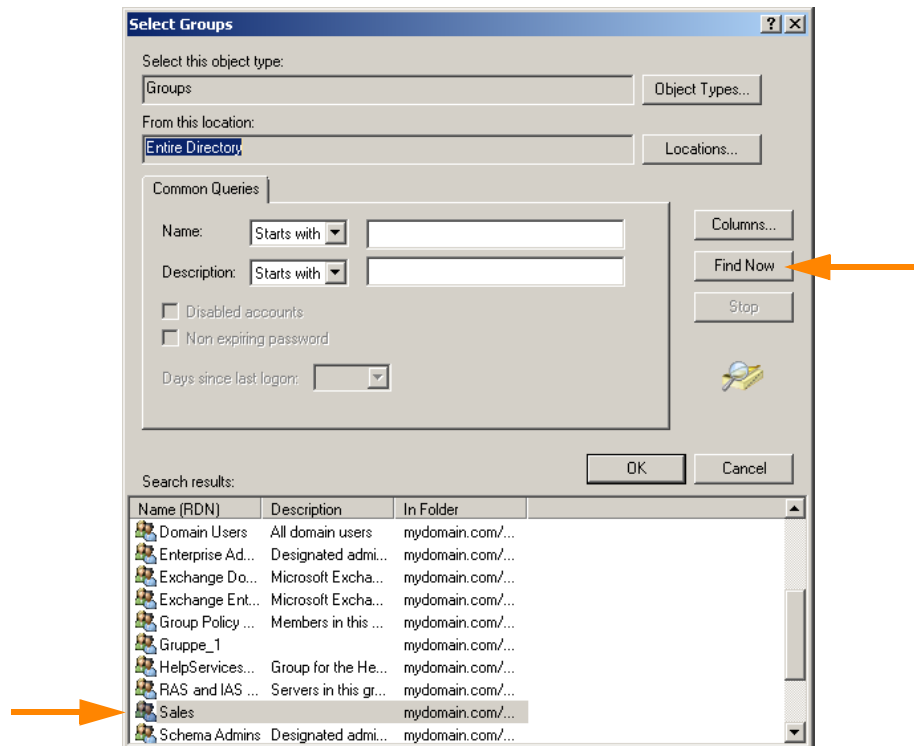 Select Groups
Select this object type:
Groups
Object Types...
From this location:
Entire Directory
Locations...
Common Queries
Name: Starts with
Columns...
Description: Starts with
Find Now
Disabled accounts
Stop
Non expiring password
Days since last logon:
OK Cancel
Search results:
Name (RDN) Description In Folder
Domain Users All domain users mydomain.com/...
Enterprise Ad... Designated admi... mydomain.com/...
Exchange Do... Microsoft Excha... mydomain.com/...
Exchange Ent... Microsoft Excha... mydomain.com/...
Group Policy ... Members in this ... mydomain.com/...
Gruppe_1 mydomain.com/...
HelpServices... Group for the He... mydomain.com/...
RAS and IAS ... Servers in this gr... mydomain.com/...
Sales mydomain.com/...
Schema Admins Designated admi... mydomain.com/...